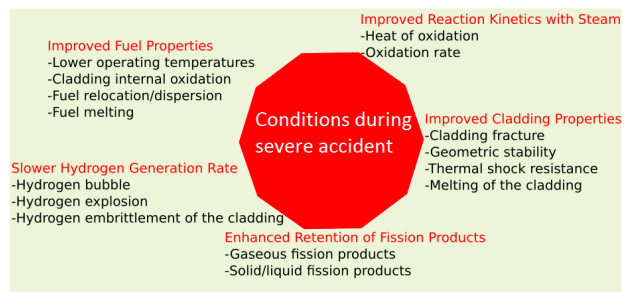 Improved Reaction Kinetics with Steam
-Heat of oxidation
-Oxidation rate
Improved Fuel Properties
-Lower operating temperatures
-Cladding internal oxidation
-Fuel relocation/dispersion
-Fuel melting
Conditions during
severe accident
Improved Cladding Properties
-Cladding fracture
-Geometric stability
-Thermal shock resistance
-Melting of the cladding
Slower Hydrogen Generation Rate
-Hydrogen bubble
-Hydrogen explosion
-Hydrogen embrittlement of the cladding
Enhanced Retention of Fission Products
-Gaseous fission products
-Solid/liquid fission products